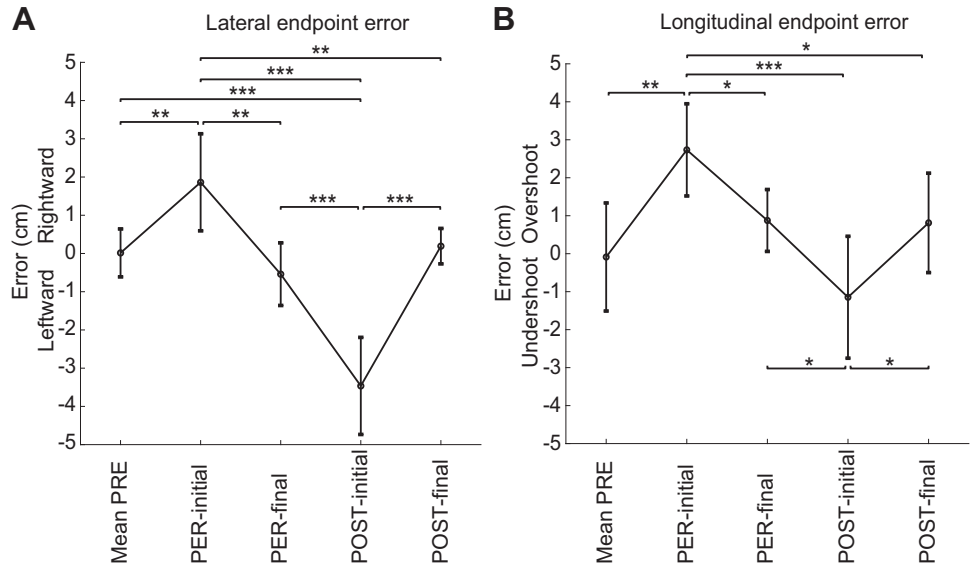 A
Lateral endpoint error
**
***
***
** **
*** ***
5
4
3
2
1
0
-1
-2
-3
-4
-5
Error (cm)
Leftward Rightward
Mean PRE
PER-initial
PER-final
POST-initial
POST-final
B
Longitudinal endpoint error
*
***
** *
* *
5
4
3
2
1
0
-1
-2
-3
-4
-5
Error (cm)
Undershoot Overshoot
Mean PRE
PER-initial
PER-final
POST-initial
POST-final